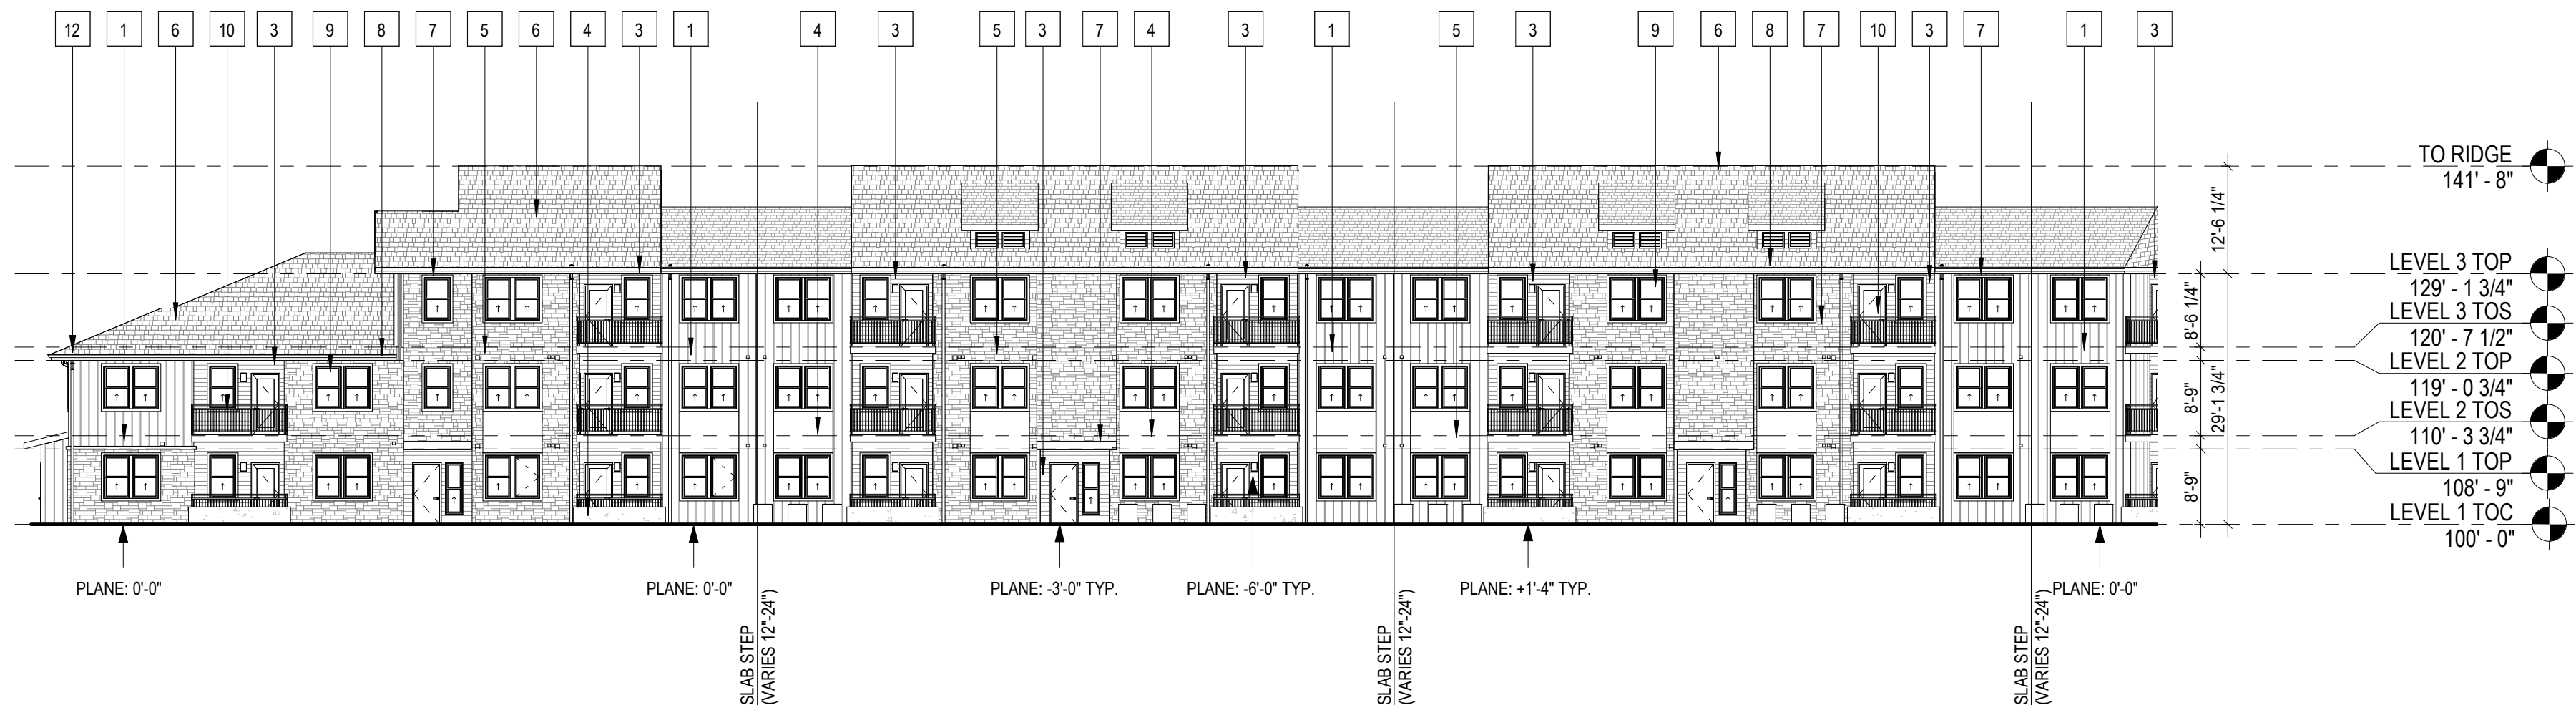 12 1 6 10 3 9 8 7 5 6 4 3 1 4 3 5 3 7 4 3 1 5 3 9 6 8 7 10 3 7 1 3
TO RIDGE
141' - 8"
12'-6 1/4"
LEVEL 3 TOP
129' - 1 3/4"
8'-6 1/4"
LEVEL 3 TOS
120' - 7 1/2"
LEVEL 2 TOP
119' - 0 3/4"
8'-9"
29'-1 3/4"
LEVEL 2 TOS
110' - 3 3/4"
LEVEL 1 TOP
108' - 9"
8'-9"
LEVEL 1 TOC
100' - 0"
PLANE: 0'-0"
PLANE: 0'-0"
PLANE: -3'-0" TYP.
PLANE: -6'-0" TYP.
PLANE: +1'-4" TYP.
PLANE: 0'-0"
SLAB STEP
(VARIES 12"-24")
SLAB STEP
(VARIES 12"-24")
SLAB STEP
(VARIES 12"-24")